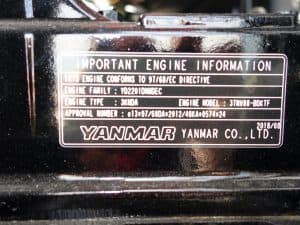 IMPORTANT ENGINE INFORMATION
THIS ENGINE CONFORMS TO 97/68/EC DIRECTIVE
ENGINE FAMILY :
ENGINE TYPE : 3KNDA ENGINE MODEL : 3TNV88-BDKTF
APPROVAL NUMBER : e13*97/68DA*2012/46KA*0574*24
2018/08
YANMAR YANMAR CO.,LTD.